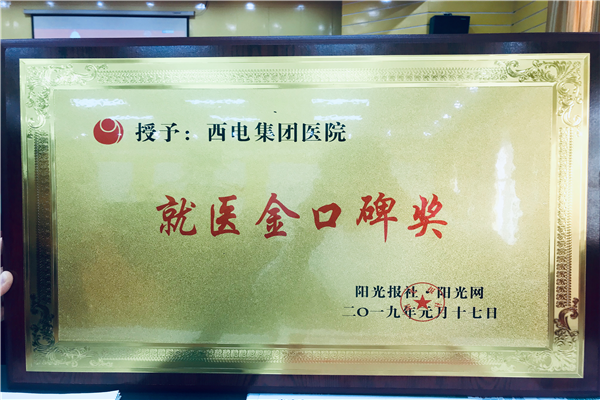 授予：西电集团医院
就医金口碑奖
阳光报社·阳光网
二〇一九年元月十七日